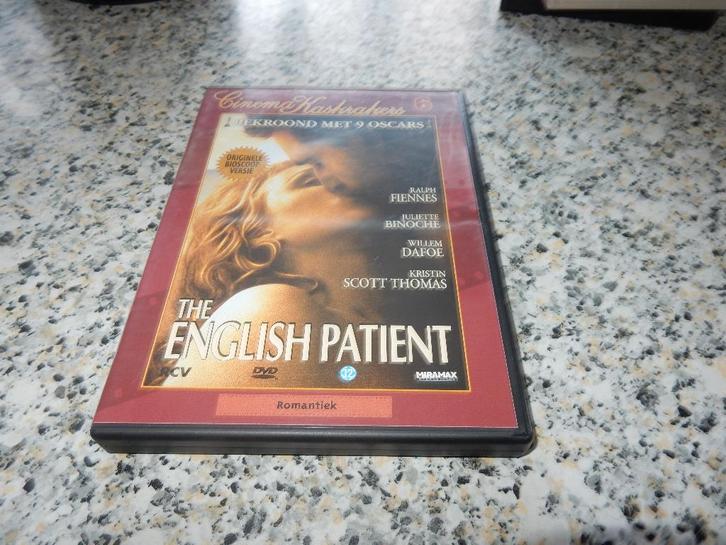 Cinema Kaskrakers 6
BEKROOND MET 9 OSCARS
ORIGINELE
BIOSCOOP
VERSIE
RALPH
FIENNES
JULIETTE
BINOCHE
WILLEM
DAFOE
KRISTIN
SCOTT THOMAS
THE
ENGLISH PATIENT
RCV
DVD
12
MIRAMAX
Romantiek